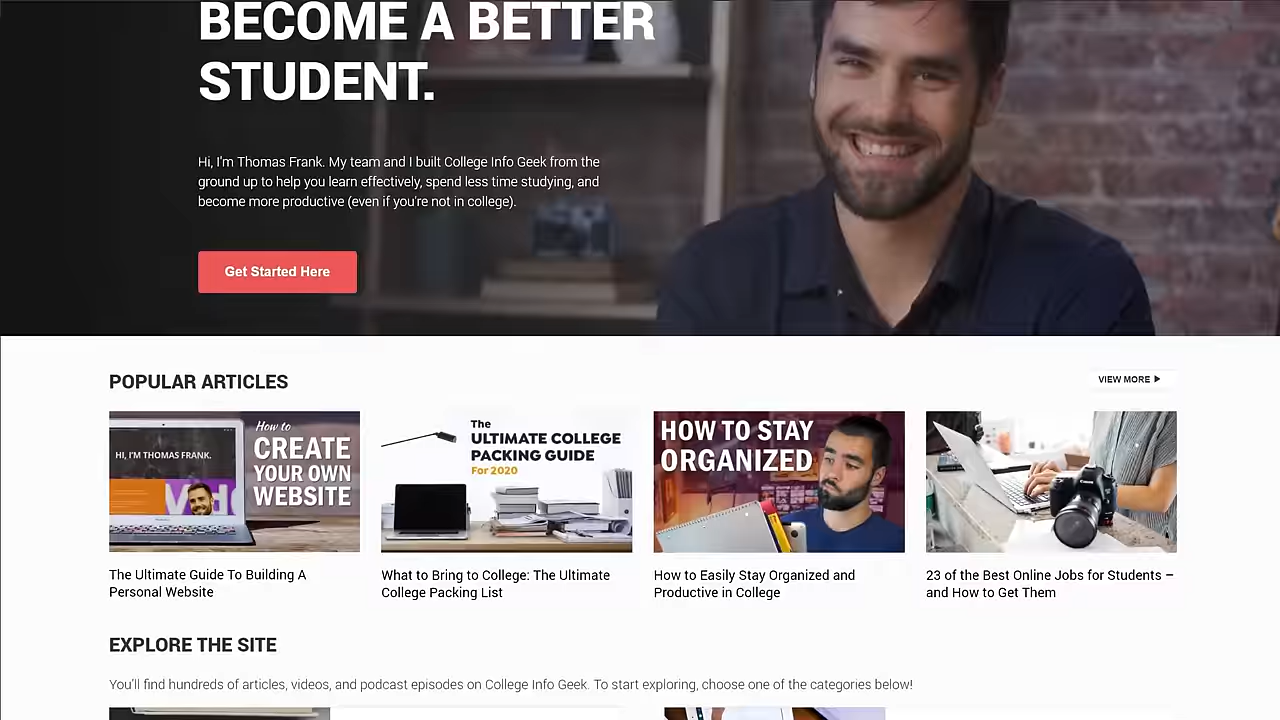 BECOME A BETTER
STUDENT.
Hi, I'm Thomas Frank. My team and I built College Info Geek from the
ground up to help you learn effectively, spend less time studying, and
become more productive (even if you're not in college).
Get Started Here
POPULAR ARTICLES
VIEW MORE
HI, I'M THOMAS FRANK.
How to
CREATE
YOUR OWN
WEBSITE
The
ULTIMATE COLLEGE
PACKING GUIDE
For 2020
HOW TO STAY
ORGANIZED
Canon
The Ultimate Guide To Building A
Personal Website
What to Bring to College: The Ultimate
College Packing List
How to Easily Stay Organized and
Productive in College
23 of the Best Online Jobs for Students –
and How to Get Them
EXPLORE THE SITE
You'll find hundreds of articles, videos, and podcast episodes on College Info Geek. To start exploring, choose one of the categories below!